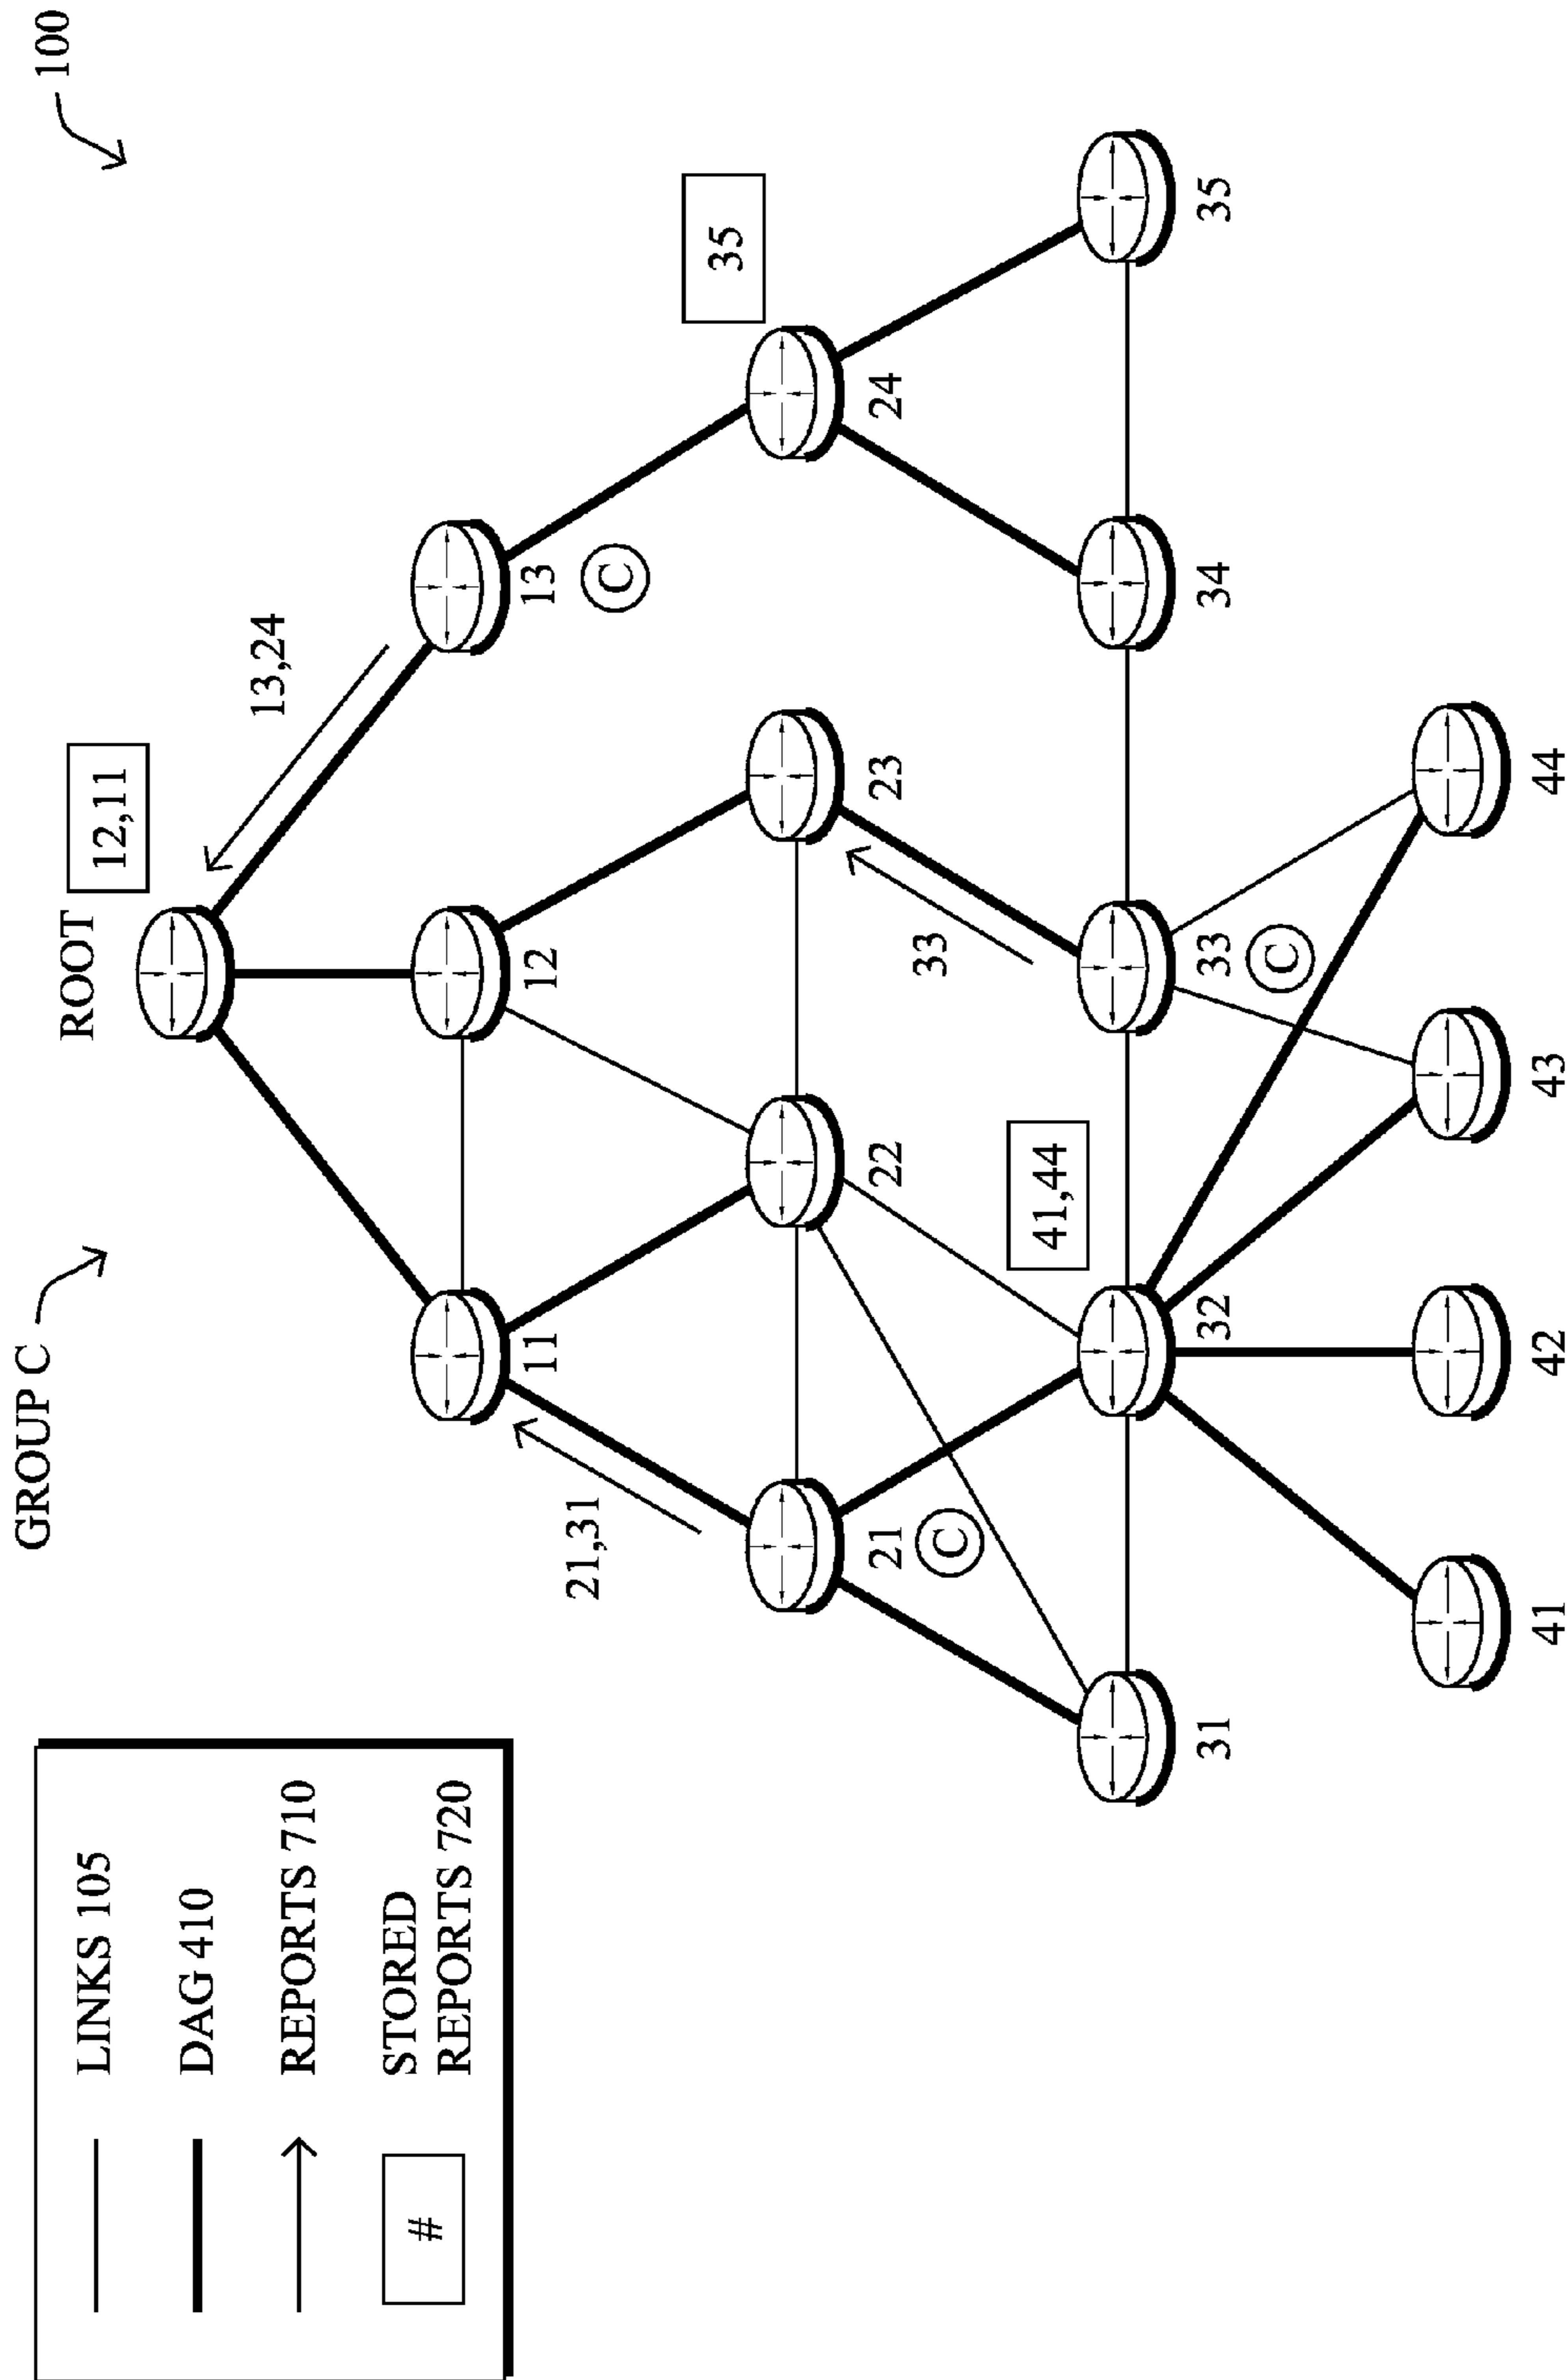 LINKS 105
DAG 410
REPORTS 710
#
STORED
REPORTS 720
GROUP C
100
ROOT
12,11
13,24
11
12
13
C
21,31
35
21
C
22
23
24
33
41,44
31
32
33
C
34
35
41
42
43
44